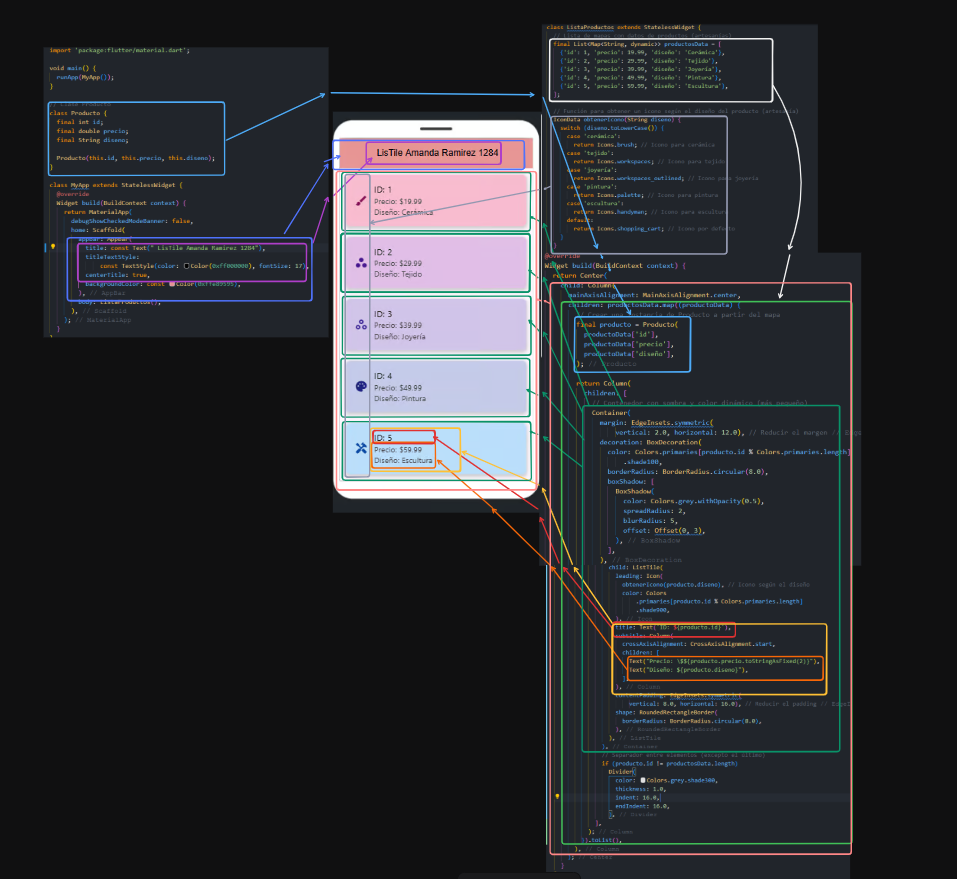 import 'package:flutter/material.dart';
void main() {
runApp(MyApp());
}
class Producto {
final int id;
final double precio;
final String diseno;
Producto(this.id, this.precio, this.diseno);
}
class MyApp extends StatelessWidget {
@override
Widget build(BuildContext context) {
return MaterialApp(
debugShowCheckedModeBanner: false,
home: Scaffold(
appBar: AppBar(
title: const Text(" LisTile Amanda Ramirez 1284"),
titleTextStyle:
const TextStyle(color: Color(0xff000000), fontSize: 17),
centerTitle: true,
backgroundColor: const Color(0xffe89595),
), // AppBar
body: ListaProductos(),
), // Scaffold
); // MaterialApp
}
LisTile Amanda Ramirez 1284
ID: 1
Precio: $19.99
Diseño: Cerámica
ID: 2
Precio: $29.99
Diseño: Tejido
ID: 3
Precio: $39.99
Diseño: Joyería
ID: 4
Precio: $49.99
Diseño: Pintura
ID: 5
Precio: $59.99
Diseño: Escultura
class ListaProductos extends StatelessWidget {
// Lista de mapas con datos de productos (artesanías)
final List<Map<String, dynamic>> productosData = [
{'id': 1, 'precio': 19.99, 'diseño': 'Cerámica'},
{'id': 2, 'precio': 29.99, 'diseño': 'Tejido'},
{'id': 3, 'precio': 39.99, 'diseño': 'Joyería'},
{'id': 4, 'precio': 49.99, 'diseño': 'Pintura'},
{'id': 5, 'precio': 59.99, 'diseño': 'Escultura'},
];
// Función para obtener un ícono según el diseño del producto (artesanía)
IconData obtenerIcono(String diseno) {
switch (diseno.toLowerCase()) {
case 'cerámica':
return Icons.brush; // Ícono para cerámica
case 'tejido':
return Icons.workspaces; // Ícono para tejido
case 'joyería':
return Icons.workspaces_outlined; // Ícono para joyería
case 'pintura':
return Icons.palette; // Ícono para pintura
case 'escultura':
return Icons.handyman; // Ícono para escultura
default:
return Icons.shopping_cart; // Ícono por defecto
}
}
@override
Widget build(BuildContext context) {
return Center(
child: Column(
mainAxisAlignment: MainAxisAlignment.center,
children: productosData.map((productoData) {
// Crear una instancia de Producto a partir del mapa
final producto = Producto(
productoData['id'],
productoData['precio'],
productoData['diseño'],
); // Producto
return Column(
children: [
// Contenedor con sombra y color dinámico (más pequeño)
Container(
margin: EdgeInsets.symmetric(
vertical: 2.0, horizontal: 12.0), // Reducir el margen // Edge
decoration: BoxDecoration(
color: Colors.primaries[producto.id % Colors.primaries.length]
.shade100,
borderRadius: BorderRadius.circular(8.0),
boxShadow: [
BoxShadow(
color: Colors.grey.withOpacity(0.5),
spreadRadius: 2,
blurRadius: 5,
offset: Offset(0, 3),
), // BoxShadow
],
), // BoxDecoration
child: ListTile(
leading: Icon(
obtenerIcono(producto.diseno), // Ícono según el diseño
color: Colors
.primaries[producto.id % Colors.primaries.length]
.shade900,
), // Icon
title: Text('ID: ${producto.id}'),
subtitle: Column(
crossAxisAlignment: CrossAxisAlignment.start,
children: [
Text("Precio: \$${producto.precio.toStringAsFixed(2)}"),
Text("Diseño: ${producto.diseno}"),
],
), // Column
contentPadding: EdgeInsets.symmetric(
vertical: 8.0, horizontal: 16.0), // Reducir el padding // EdgeI
shape: RoundedRectangleBorder(
borderRadius: BorderRadius.circular(8.0),
), // RoundedRectangleBorder
), // ListTile
), // Container
// Separador entre elementos (excepto el último)
if (producto.id != productosData.length)
Divider(
color: Colors.grey.shade300,
thickness: 1.0,
indent: 16.0,
endIndent: 16.0,
), // Divider
],
); // Column
}).toList(),
), // Column
); // Center
}